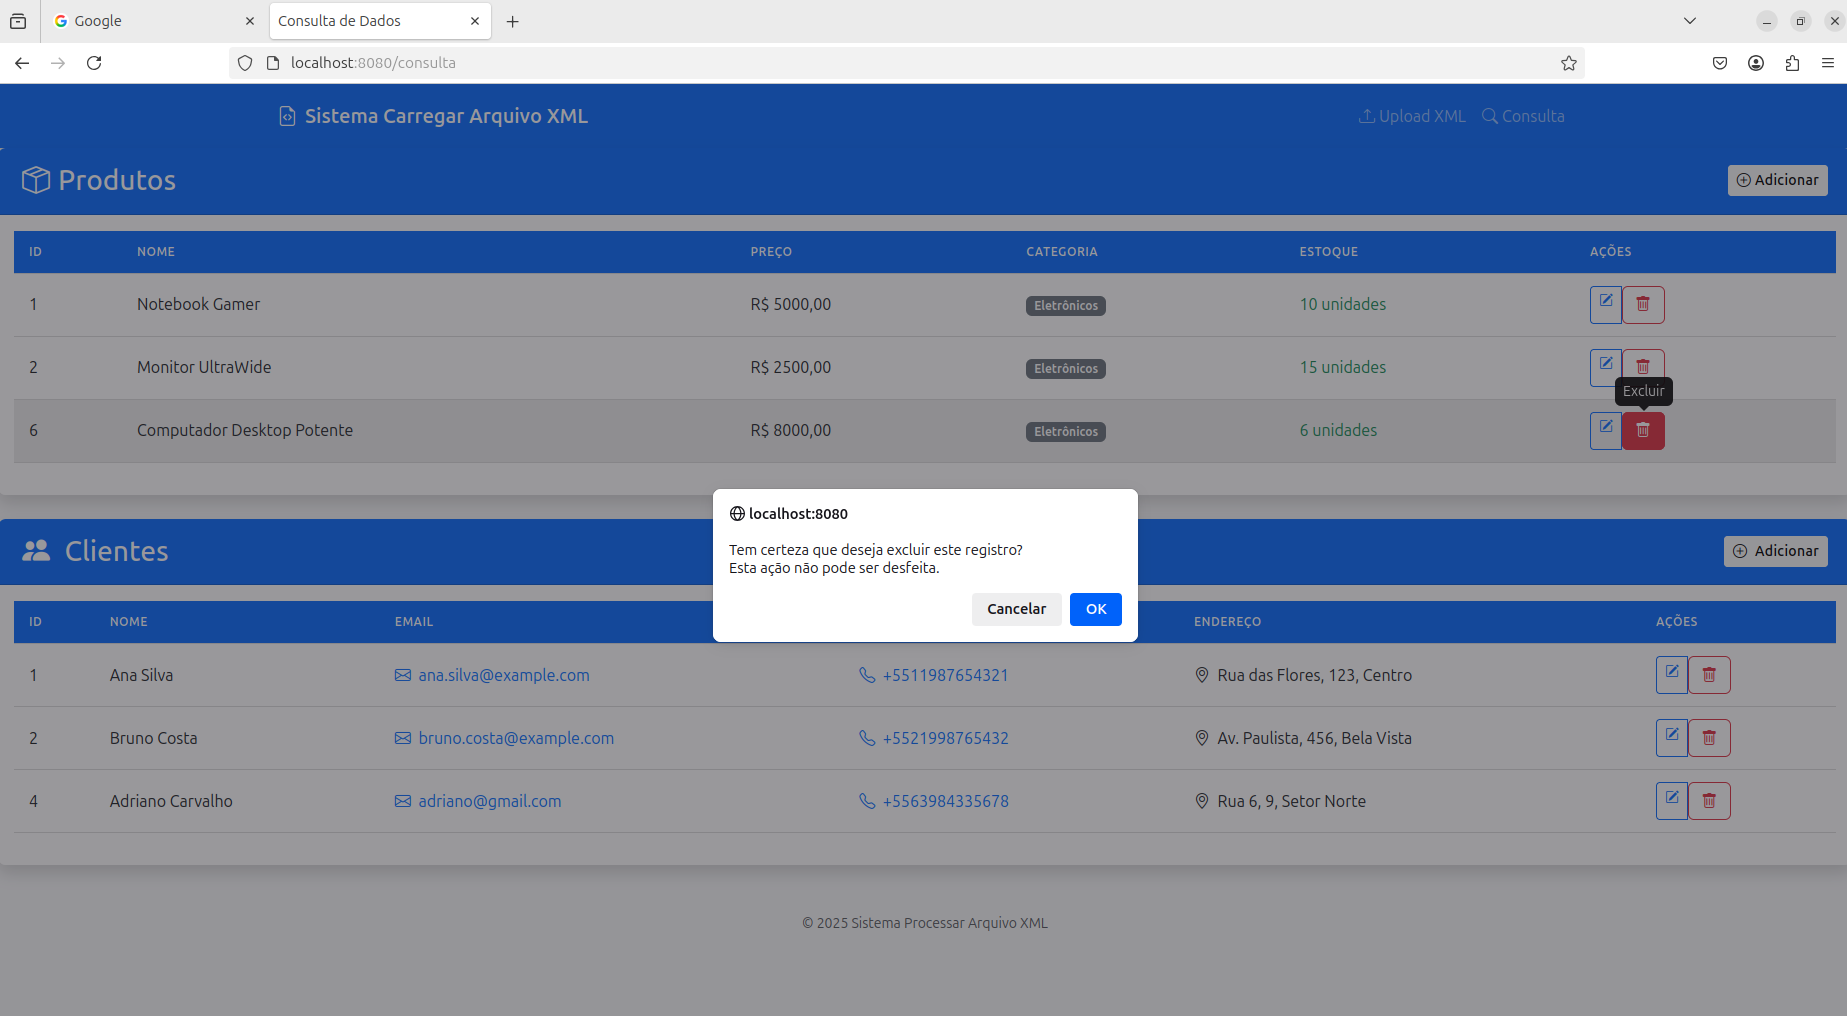 Google
Consulta de Dados
localhost:8080/consulta
Sistema Carregar Arquivo XML
Upload XML
Consulta
Produtos
Adicionar
ID NOME PREÇO CATEGORIA ESTOQUE AÇÕES
1 Notebook Gamer R$ 5000,00 Eletrônicos 10 unidades
2 Monitor UltraWide R$ 2500,00 Eletrônicos 15 unidades
Excluir
6 Computador Desktop Potente R$ 8000,00 Eletrônicos 6 unidades
localhost:8080
Tem certeza que deseja excluir este registro?
Esta ação não pode ser desfeita.
Cancelar OK
Clientes
Adicionar
ID NOME EMAIL ENDEREÇO AÇÕES
1 Ana Silva ana.silva@example.com +5511987654321 Rua das Flores, 123, Centro
2 Bruno Costa bruno.costa@example.com +5521998765432 Av. Paulista, 456, Bela Vista
4 Adriano Carvalho adriano@gmail.com +5563984335678 Rua 6, 9, Setor Norte
© 2025 Sistema Processar Arquivo XML